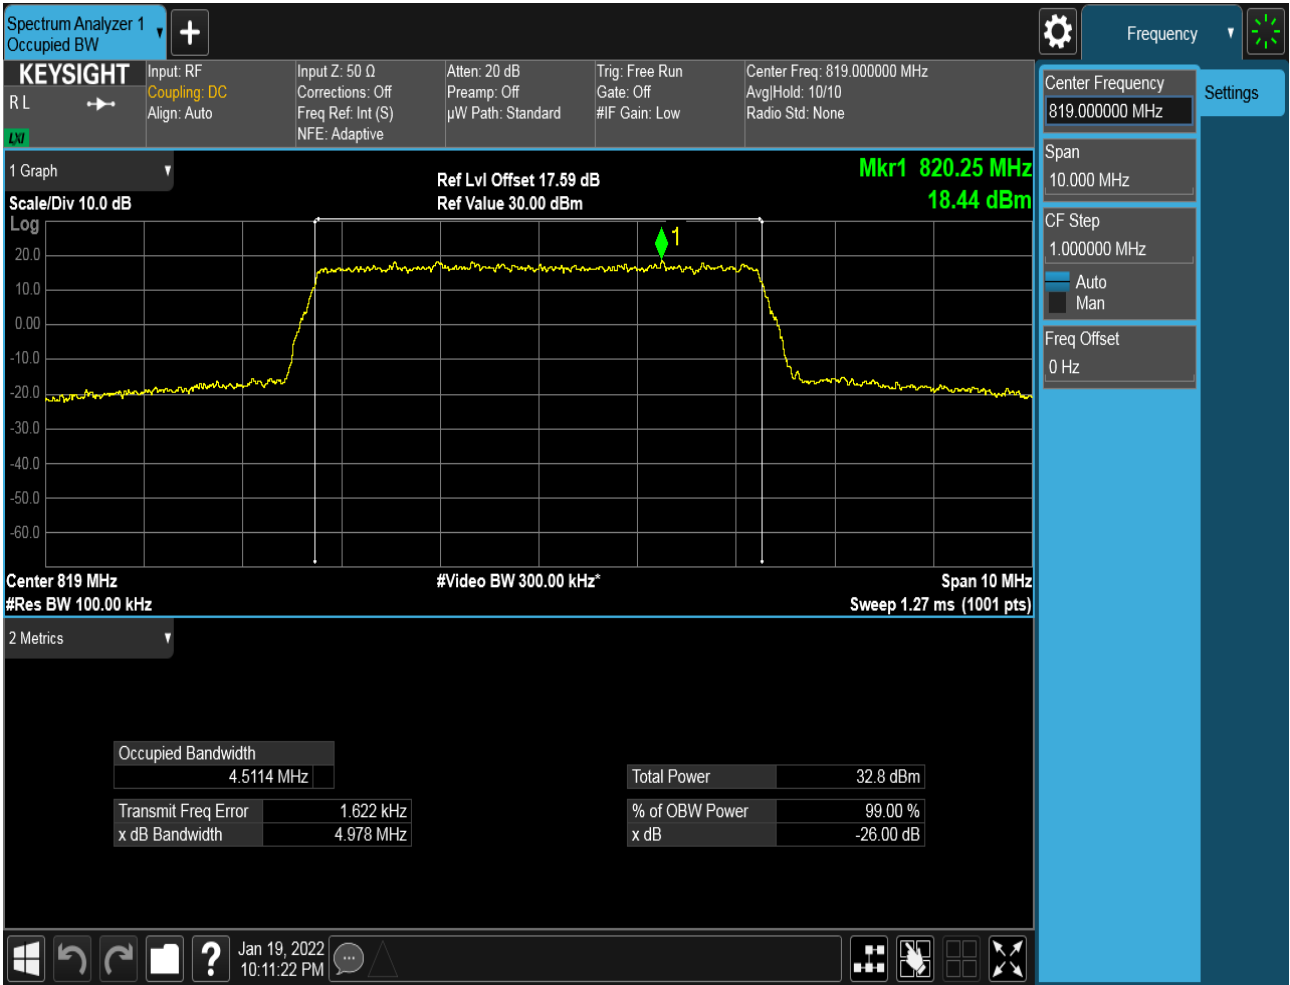 Spectrum Analyzer 1
Occupied BW
Frequency
KEYSIGHT
R L
LXI
Input: RF
Coupling: DC
Align: Auto
Input Z: 50 Ω
Corrections: Off
Freq Ref: Int (S)
NFE: Adaptive
Atten: 20 dB
Preamp: Off
µW Path: Standard
Trig: Free Run
Gate: Off
#IF Gain: Low
Center Freq: 819.000000 MHz
Avg|Hold: 10/10
Radio Std: None
Center Frequency
819.000000 MHz
Settings
Span
10.000 MHz
CF Step
1.000000 MHz
Auto
Man
Freq Offset
0 Hz
1 Graph
Scale/Div 10.0 dB
Log
Ref Lvl Offset 17.59 dB
Ref Value 30.00 dBm
Mkr1 820.25 MHz
18.44 dBm
1
20.0
10.0
0.00
-10.0
-20.0
-30.0
-40.0
-50.0
-60.0
Center 819 MHz
#Res BW 100.00 kHz
#Video BW 300.00 kHz*
Span 10 MHz
Sweep 1.27 ms (1001 pts)
2 Metrics
Occupied Bandwidth
4.5114 MHz
Transmit Freq Error 1.622 kHz
x dB Bandwidth 4.978 MHz
Total Power 32.8 dBm
% of OBW Power 99.00 %
x dB -26.00 dB
?
Jan 19, 2022
10:11:22 PM